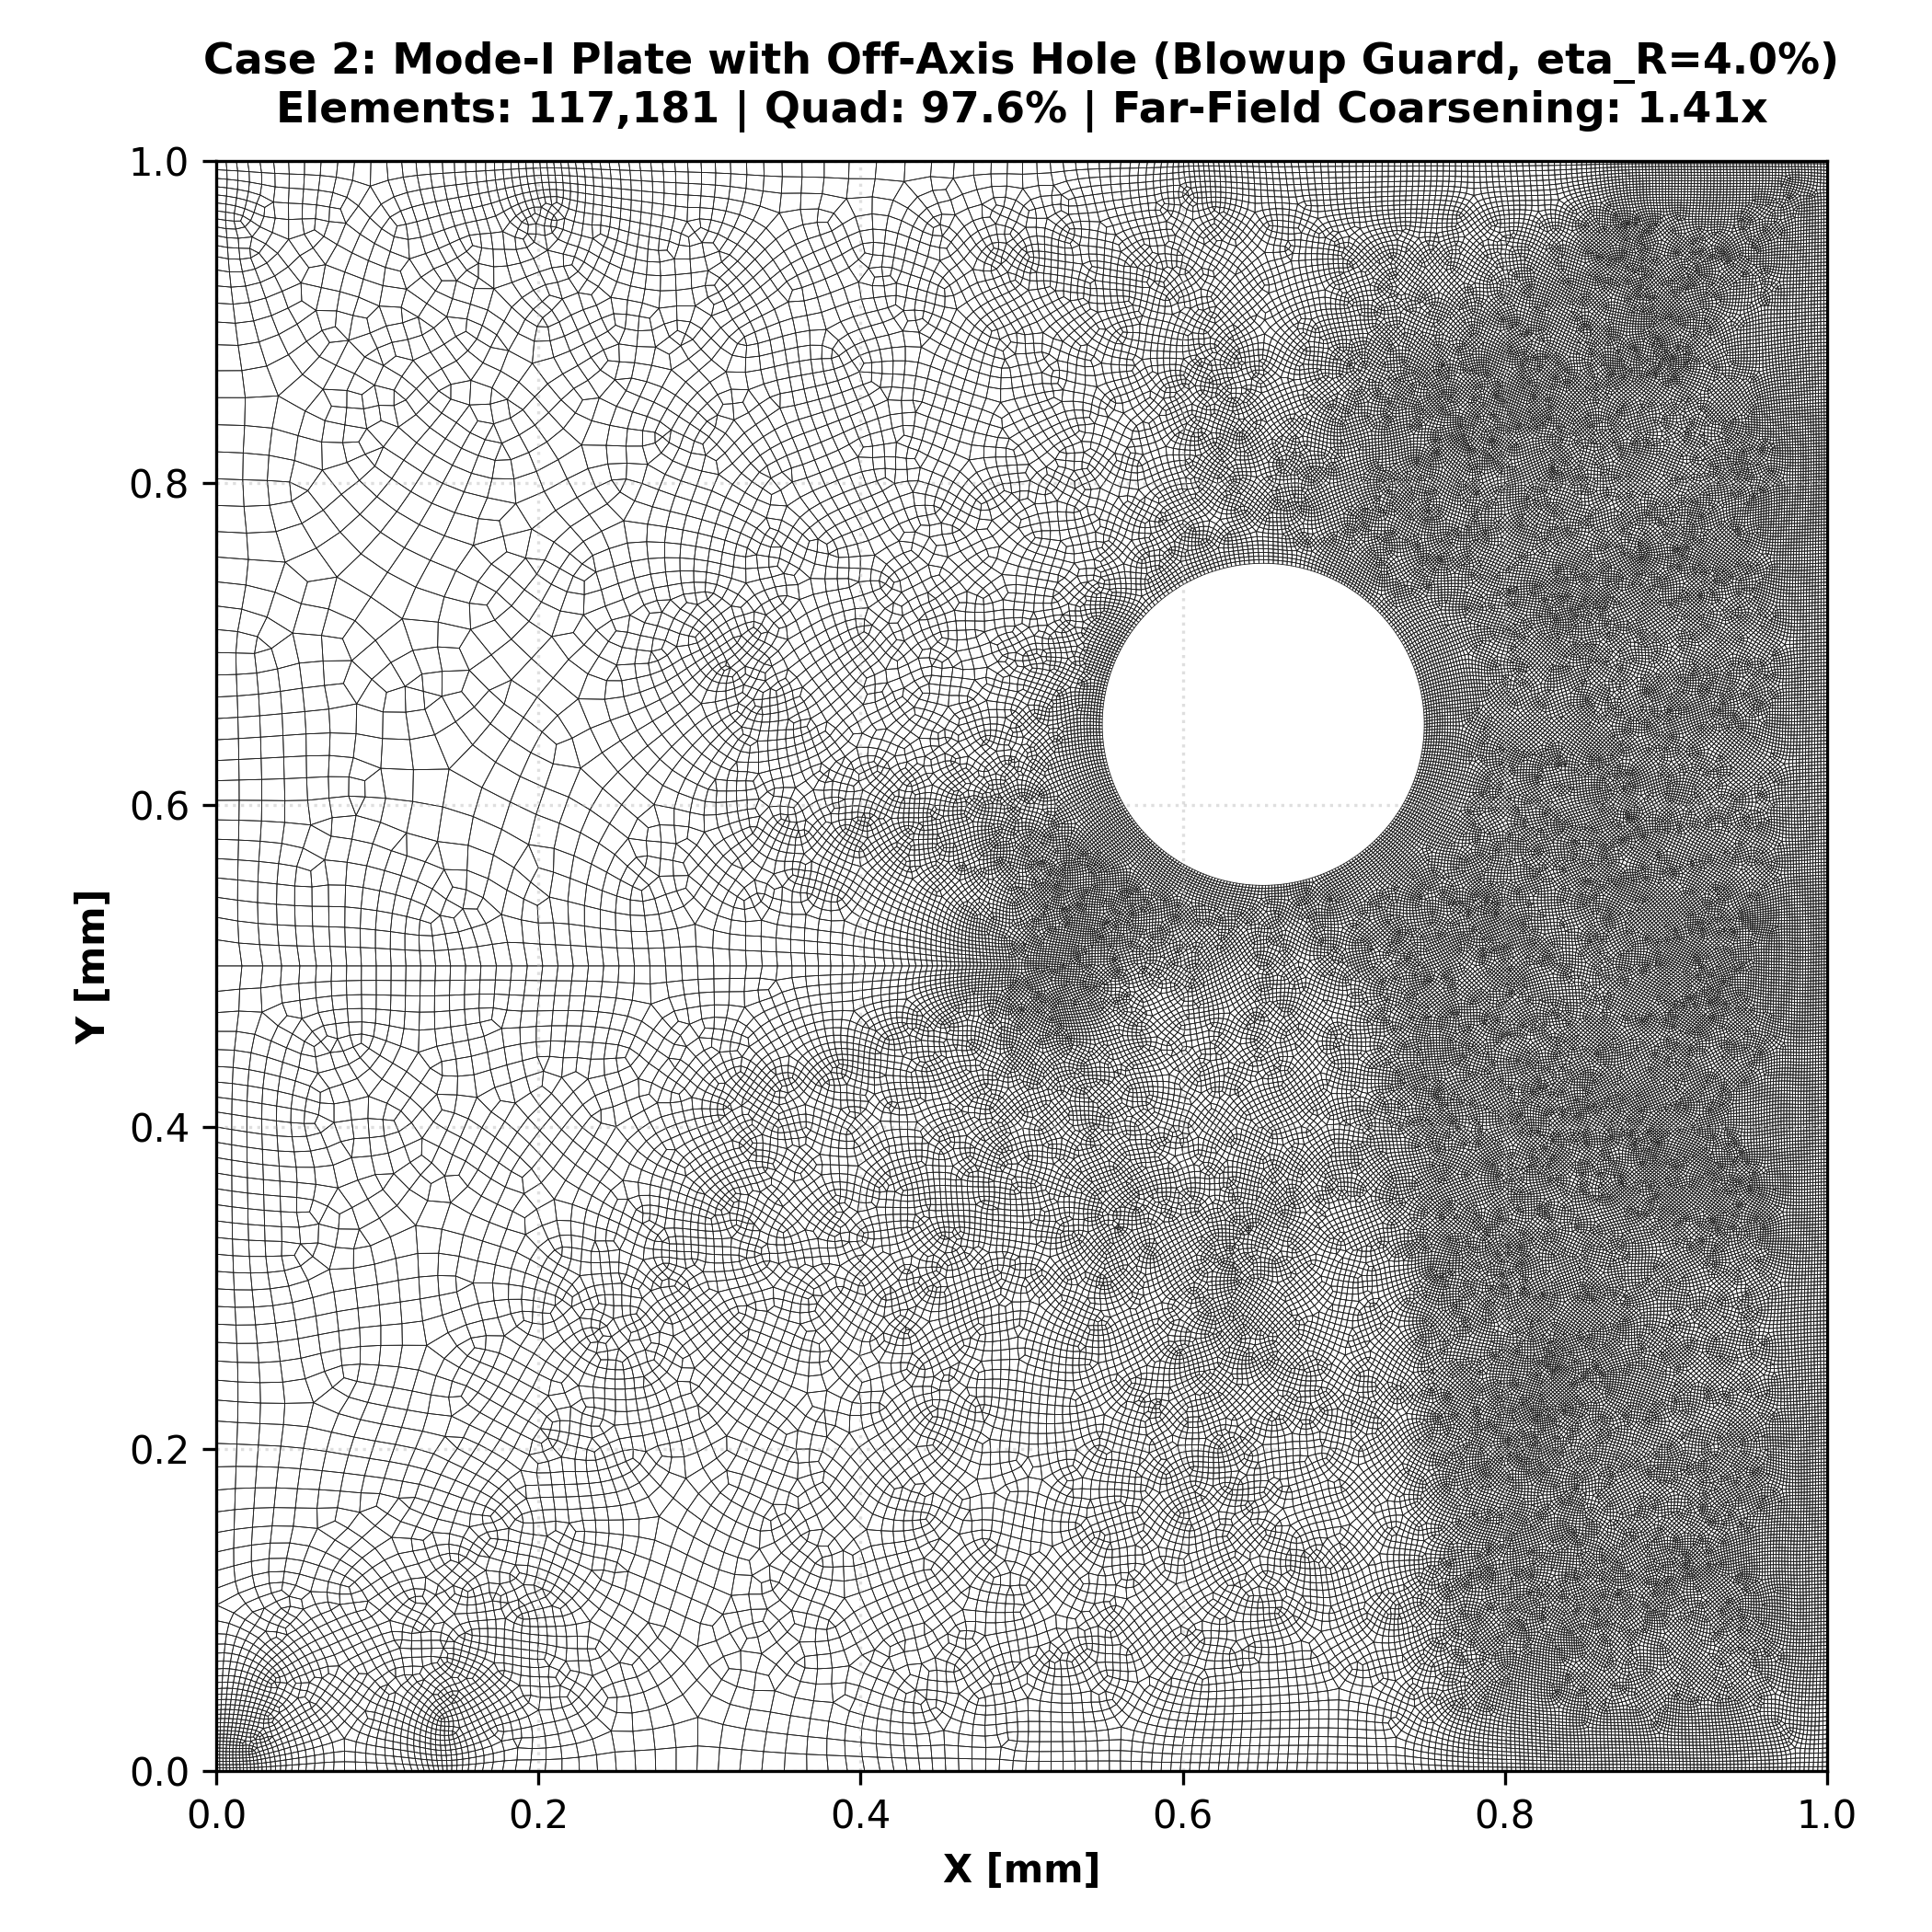 Case 2: Mode-I Plate with Off-Axis Hole (Blowup Guard, eta_R=4.0%)
Elements: 117,181 | Quad: 97.6% | Far-Field Coarsening: 1.41x
1.0
0.8
0.6
0.4
0.2
0.0
Y [mm]
0.0 0.2 0.4 0.6 0.8 1.0
X [mm]